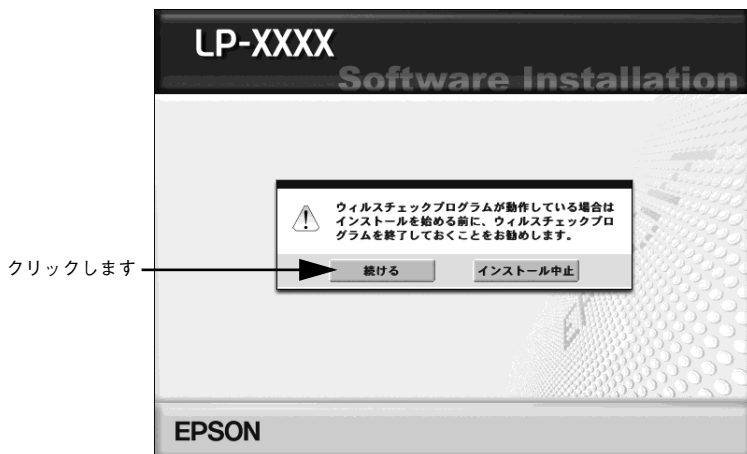 LP-XXXX
Software Installation
ウィルスチェックプログラムが動作している場合は
インストールを始める前に、ウィルスチェックプロ
グラムを終了しておくことをお勧めします。
クリックします
続ける
インストール中止
EPSON